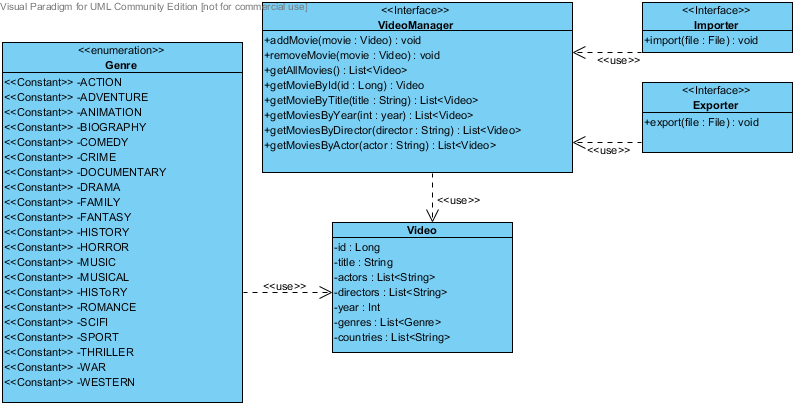 Visual Paradigm for UML Community Edition [not for commercial use]
<<enumeration>>
Genre
<<Constant>> -ACTION
<<Constant>> -ADVENTURE
<<Constant>> -ANIMATION
<<Constant>> -BIOGRAPHY
<<Constant>> -COMEDY
<<Constant>> -CRIME
<<Constant>> -DOCUMENTARY
<<Constant>> -DRAMA
<<Constant>> -FAMILY
<<Constant>> -FANTASY
<<Constant>> -HISTORY
<<Constant>> -HORROR
<<Constant>> -MUSIC
<<Constant>> -MUSICAL
<<Constant>> -HISToRY
<<Constant>> -ROMANCE
<<Constant>> -SCIFI
<<Constant>> -SPORT
<<Constant>> -THRILLER
<<Constant>> -WAR
<<Constant>> -WESTERN
<<Interface>>
VideoManager
+addMovie(movie : Video) : void
+removeMovie(movie : Video) : void
+getAllMovies() : List<Video>
+getMovieById(id : Long) : Video
+getMovieByTitle(title : String) : List<Video>
+getMoviesByYear(int : year) : List<Video>
+getMoviesByDirector(director : String) : List<Video>
+getMoviesByActor(actor : String) : List<Video>
<<Interface>>
Importer
+import(file : File) : void
<<use>>
<<Interface>>
Exporter
+export(file : File) : void
<<use>>
<<use>>
Video
-id : Long
-title : String
-actors : List<String>
-directors : List<String>
-year : Int
-genres : List<Genre>
-countries : List<String>
<<use>>